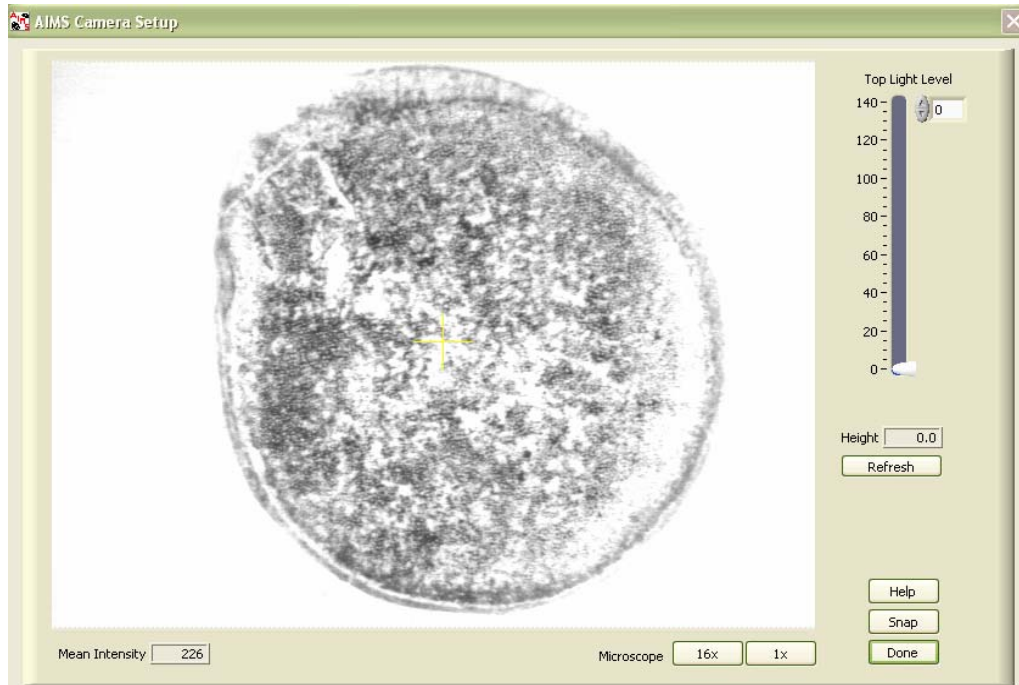 AIMS Camera Setup
Top Light Level
140
0
120
100
80
60
40
20
0
Height 0.0
Refresh
Help
Snap
Mean Intensity 226
Microscope 16x 1x
Done